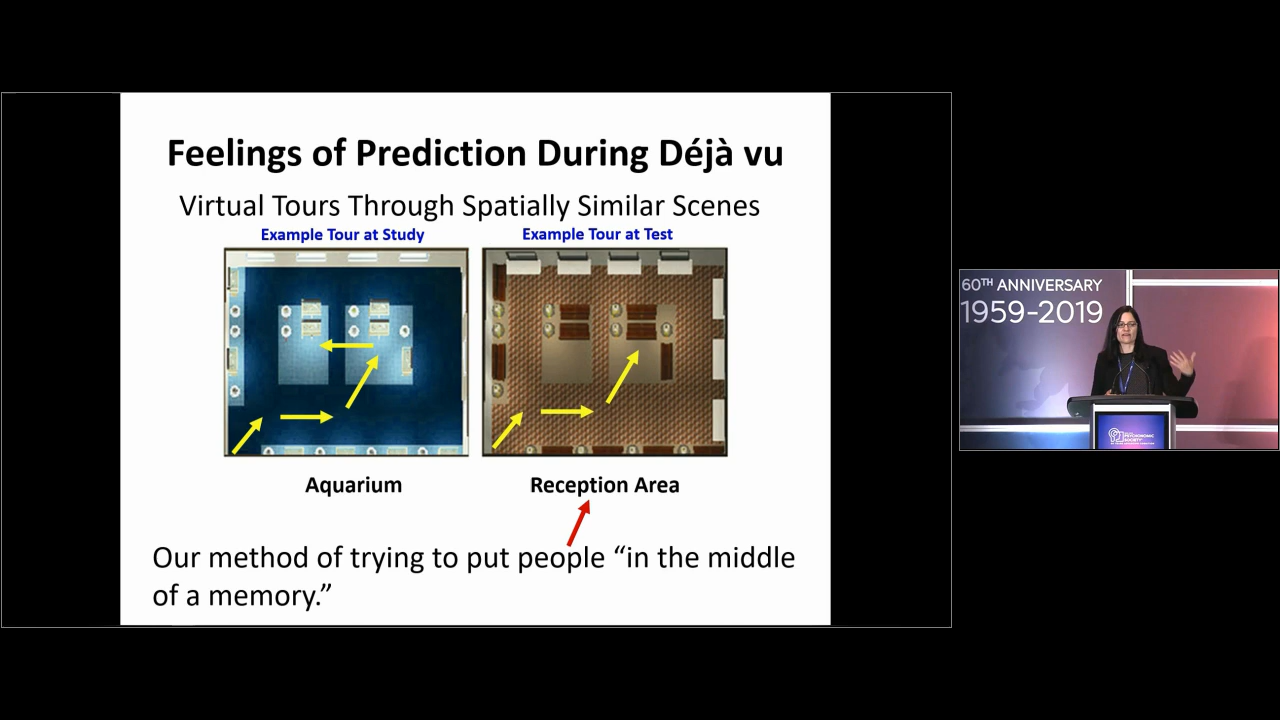 Feelings of Prediction During Déjà vu
Virtual Tours Through Spatially Similar Scenes
Example Tour at Study
Example Tour at Test
Aquarium
Reception Area
Our method of trying to put people “in the middle
of a memory.”
60TH ANNIVERSARY
1959-2019
PSYCHONOMIC
SOCIETY